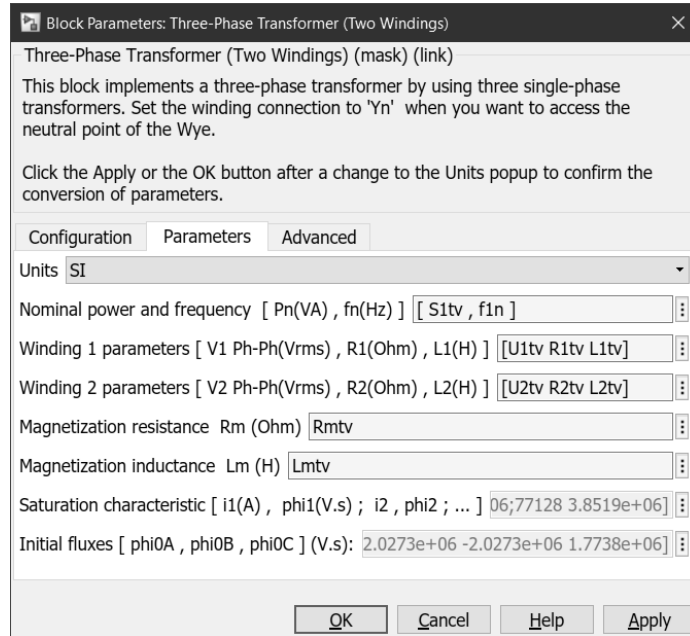 Block Parameters: Three-Phase Transformer (Two Windings)
Three-Phase Transformer (Two Windings) (mask) (link)
This block implements a three-phase transformer by using three single-phase
transformers. Set the winding connection to 'Yn' when you want to access the
neutral point of the Wye.
Click the Apply or the OK button after a change to the Units popup to confirm the
conversion of parameters.
Configuration Parameters Advanced
Units SI
Nominal power and frequency [ Pn(VA) , fn(Hz) ] [ S1tv , f1n ]
Winding 1 parameters [ V1 Ph-Ph(Vrms) , R1(Ohm) , L1(H) ] [U1tv R1tv L1tv]
Winding 2 parameters [ V2 Ph-Ph(Vrms) , R2(Ohm) , L2(H) ] [U2tv R2tv L2tv]
Magnetization resistance Rm (Ohm) Rmtv
Magnetization inductance Lm (H) Lmtv
Saturation characteristic [ i1(A) , phi1(V.s) ; i2 , phi2 ; ... ] 06;77128 3.8519e+06]
Initial fluxes [ phi0A , phi0B , phi0C ] (V.s): 2.0273e+06 -2.0273e+06 1.7738e+06]
OK Cancel Help Apply